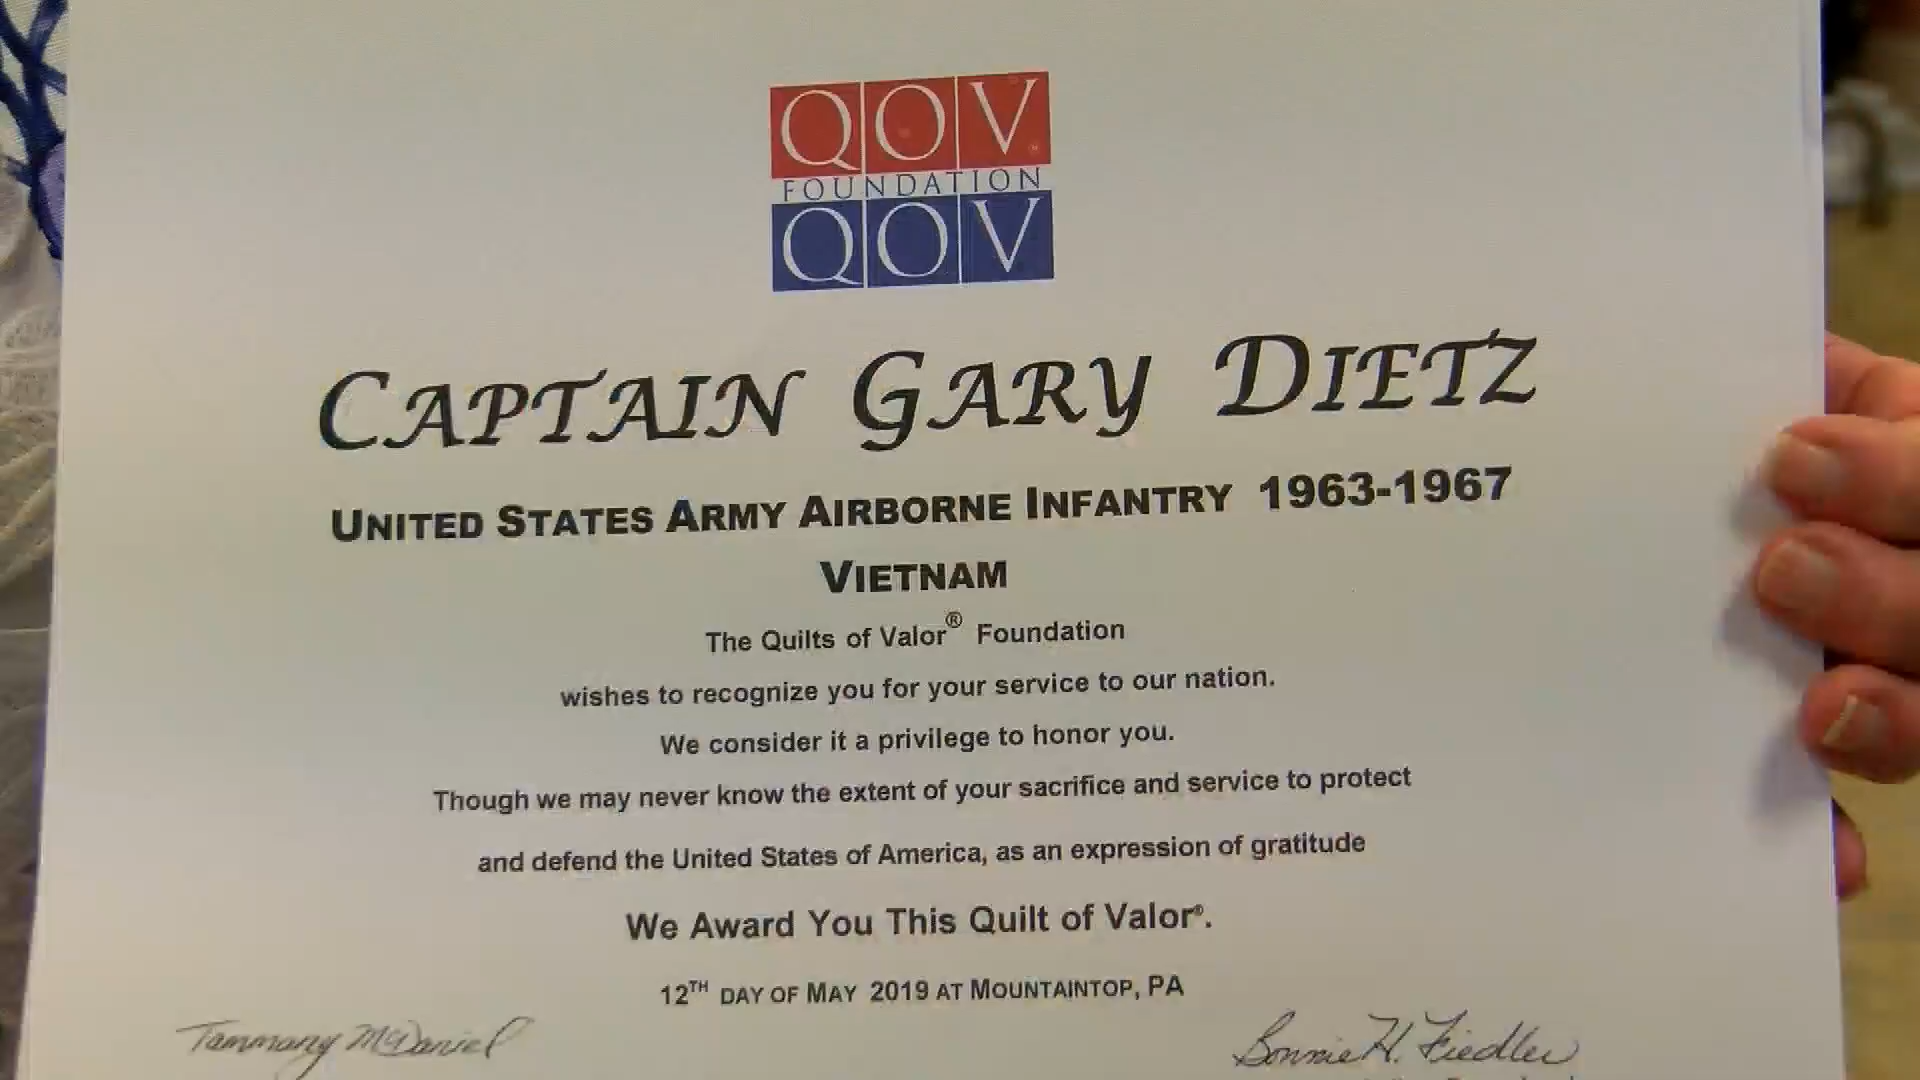 QOV
FOUNDATION
QOV
CAPTAIN GARY DIETZ
UNITED STATES ARMY AIRBORNE INFANTRY 1963-1967
VIETNAM
The Quilts of Valor® Foundation
wishes to recognize you for your service to our nation.
We consider it a privilege to honor you.
Though we may never know the extent of your sacrifice and service to protect
and defend the United States of America, as an expression of gratitude
We Award You This Quilt of Valor®.
12TH DAY OF MAY 2019 AT MOUNTAINTOP, PA
Tammany McDaniel
Bonnie H. Fiedler